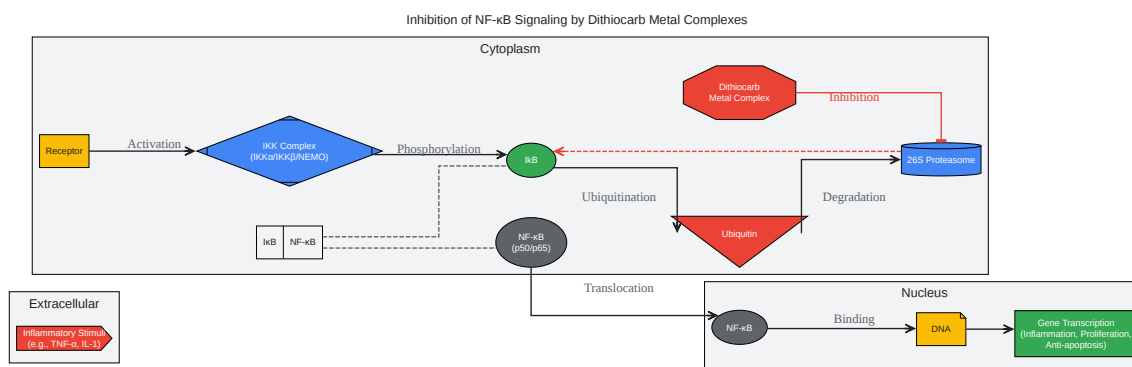 Inhibition of NF-κB Signaling by Dithiocarb Metal Complexes
Cytoplasm
Dithiocarb
Metal Complex
Inhibition
Receptor
Activation
IKK Complex
(IKKα/IKKβ/NEMO)
Phosphorylation
IκB
26S Proteasome
Ubiquitination
Degradation
IκB
NF-κB
NF-κB
(p50/p65)
Ubiquitin
Translocation
Extracellular
Inflammatory Stimuli
(e.g., TNF-α, IL-1)
Nucleus
NF-κB
Binding
DNA
Gene Transcription
(Inflammation, Proliferation,
Anti-apoptosis)